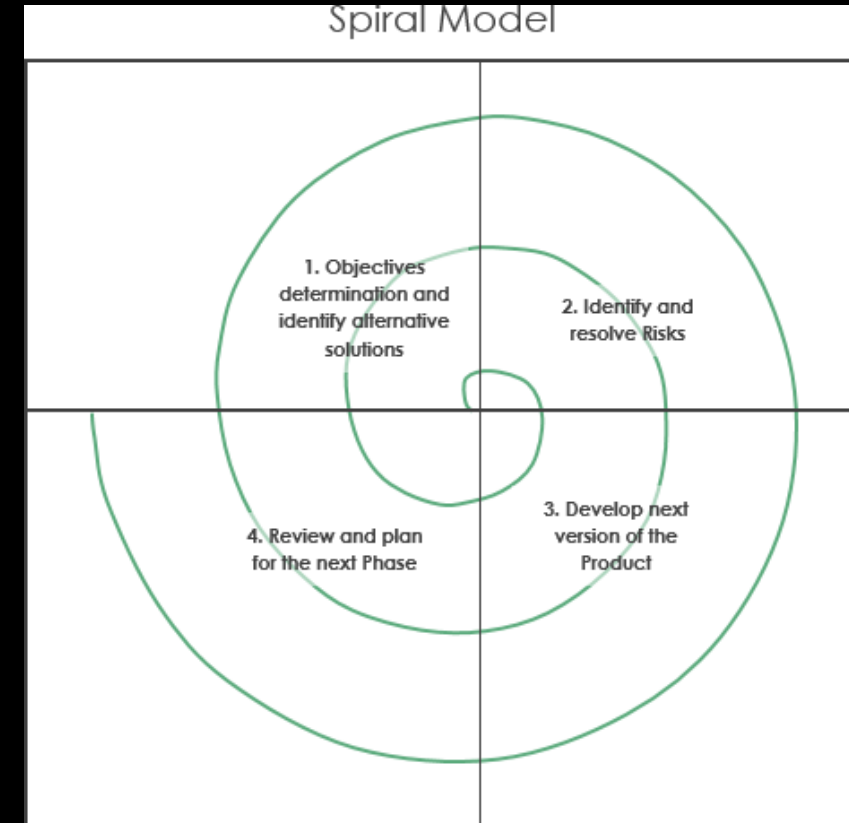 Spiral Model
1. Objectives
determination and
identify alternative
solutions
2. Identify and
resolve Risks
3. Develop next
version of the
Product
4. Review and plan
for the next Phase